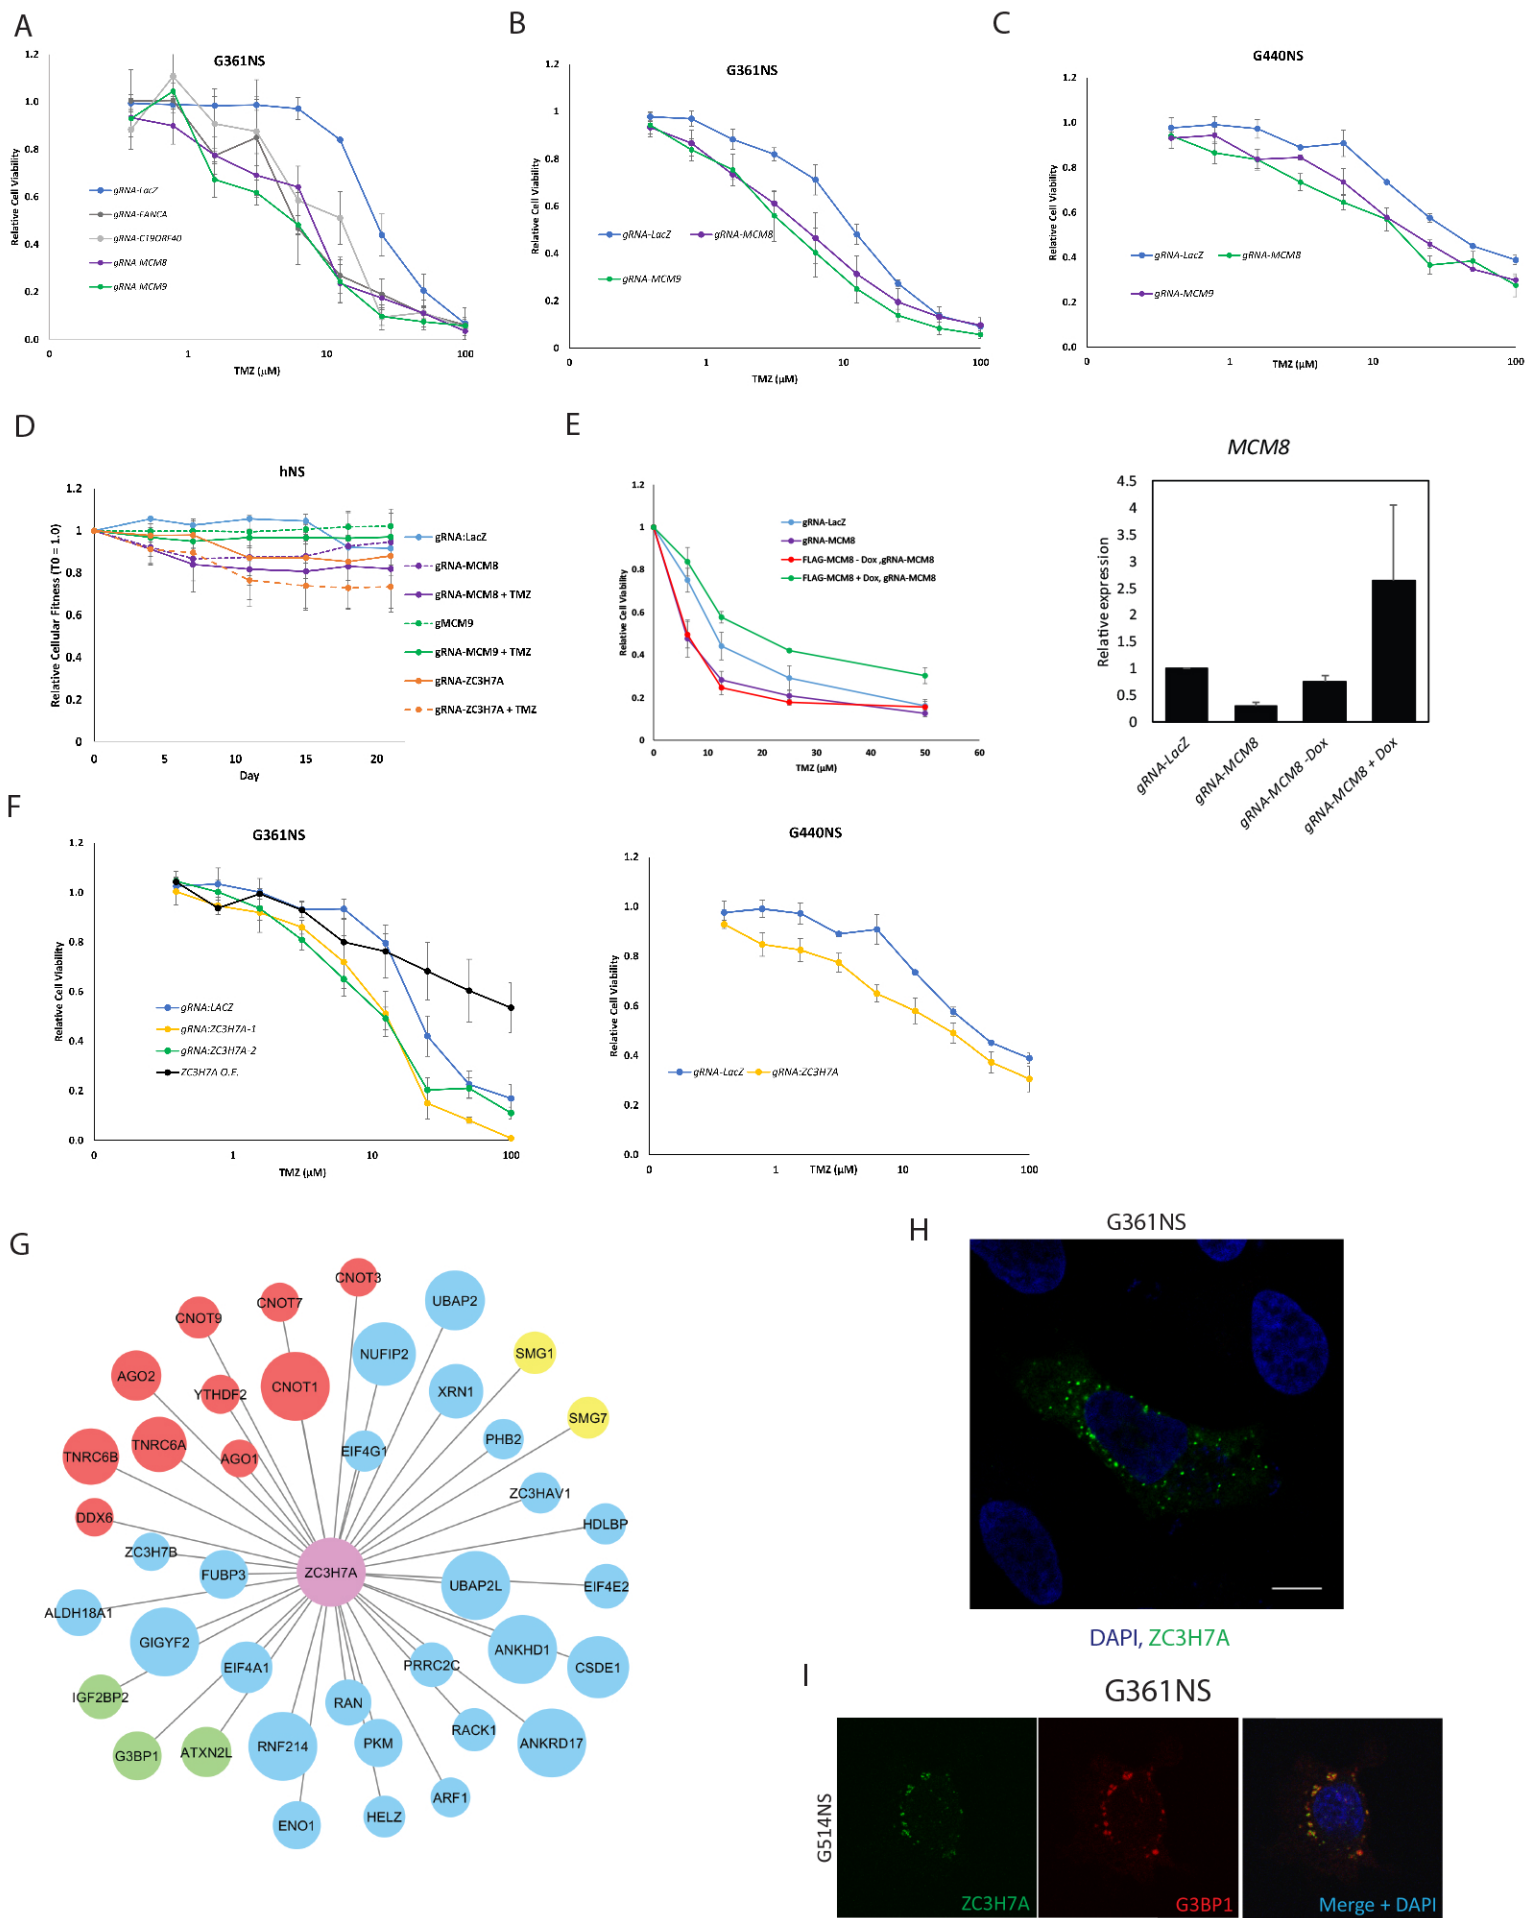 A
G361NS
Relative Cell Viability
1.2
1.0
0.8
0.6
0.4
0.2
0.0
gRNA-LacZ
gRNA-FANCA
gRNA-C19ORF40
gRNA-MCM8
gRNA-MCM9
0
1
10
100
TMZ (µM)
B
G361NS
Relative Cell Viability
1.2
1
0.8
0.6
0.4
0.2
0
gRNA-LacZ
gRNA-MCM8
gRNA-MCM9
0
1
10
100
TMZ (µM)
C
G440NS
Relative Cell Viability
1.2
1.0
0.8
0.6
0.4
0.2
0.0
gRNA-LacZ
gRNA-MCM8
gRNA-MCM9
0
1
10
100
TMZ (µM)
D
hNS
Relative Cellular Fitness (T0 = 1.0)
1.2
1
0.8
0.6
0.4
0.2
0
0
5
10
15
20
Day
gRNA:LacZ
gRNA-MCM8
gRNA-MCM8 + TMZ
gMCM9
gRNA-MCM9 + TMZ
gRNA-ZC3H7A
gRNA-ZC3H7A + TMZ
E
Relative Cell Viability
1.2
1
0.8
0.6
0.4
0.2
0
gRNA-LacZ
gRNA-MCM8
FLAG-MCM8 - Dox ,gRNA-MCM8
FLAG-MCM8 + Dox, gRNA-MCM8
0
10
20
30
40
50
60
TMZ (µM)
MCM8
Relative expression
4.5
4
3.5
3
2.5
2
1.5
1
0.5
0
gRNA-LacZ
gRNA-MCM8
gRNA-MCM8 -Dox
gRNA-MCM8 + Dox
F
G361NS
Relative Cell Viability
1.2
1.0
0.8
0.6
0.4
0.2
0.0
gRNA:LACZ
gRNA:ZC3H7A-1
gRNA:ZC3H7A-2
ZC3H7A O.E.
0
1
10
100
TMZ (µM)
G440NS
Relative Cell Viability
1.2
1.0
0.8
0.6
0.4
0.2
0.0
gRNA-LacZ
gRNA:ZC3H7A
0
1
10
100
TMZ (µM)
G
CNOT3
CNOT7
UBAP2
CNOT9
NUFIP2
SMG1
AGO2
YTHDF2
CNOT1
XRN1
SMG7
TNRC6B
TNRC6A
AGO1
EIF4G1
PHB2
ZC3HAV1
DDX6
HDLBP
ZC3H7B
FUBP3
ZC3H7A
UBAP2L
EIF4E2
ALDH18A1
GIGYF2
EIF4A1
PRRC2C
ANKHD1
CSDE1
IGF2BP2
RAN
G3BP1
ATXN2L
RNF214
PKM
RACK1
ANKRD17
ENO1
HELZ
ARF1
H
G361NS
DAPI, ZC3H7A
I
G361NS
G514NS
ZC3H7A
G3BP1
Merge + DAPI